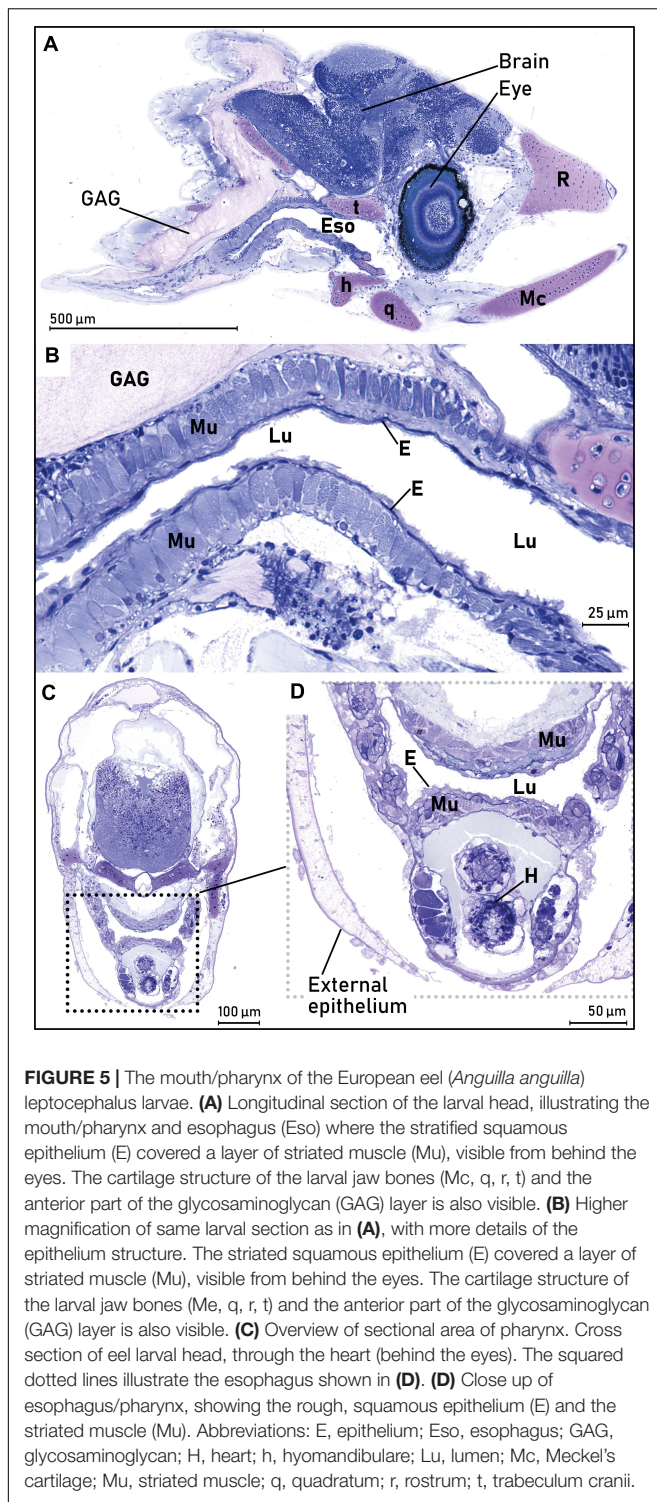 A
Brain
Eye
R
GAG
t
Eso
h
q
Mc
500 µm
B
GAG
Mu
Lu
E
E
Mu
Lu
25 µm
C
D
Mu
E
Lu
Mu
H
External
epithelium
100 µm
50 µm
FIGURE 5 | The mouth/pharynx of the European eel (Anguilla anguilla)
leptocephalus larvae. (A) Longitudinal section of the larval head, illustrating the
mouth/pharynx and esophagus (Eso) where the stratified squamous
epithelium (E) covered a layer of striated muscle (Mu), visible from behind the
eyes. The cartilage structure of the larval jaw bones (Mc, q, r, t) and the
anterior part of the glycosaminoglycan (GAG) layer is also visible. (B) Higher
magnification of same larval section as in (A), with more details of the
epithelium structure. The striated squamous epithelium (E) covered a layer of
striated muscle (Mu), visible from behind the eyes. The cartilage structure of
the larval jaw bones (Me, q, r, t) and the anterior part of the glycosaminoglycan
(GAG) layer is also visible. (C) Overview of sectional area of pharynx. Cross
section of eel larval head, through the heart (behind the eyes). The squared
dotted lines illustrate the esophagus shown in (D). (D) Close up of
esophagus/pharynx, showing the rough, squamous epithelium (E) and the
striated muscle (Mu). Abbreviations: E, epithelium; Eso, esophagus; GAG,
glycosaminoglycan; H, heart; h, hyomandibulare; Lu, lumen; Mc, Meckel's
cartilage; Mu, striated muscle; q, quadratum; r, rostrum; t, trabeculum cranii.